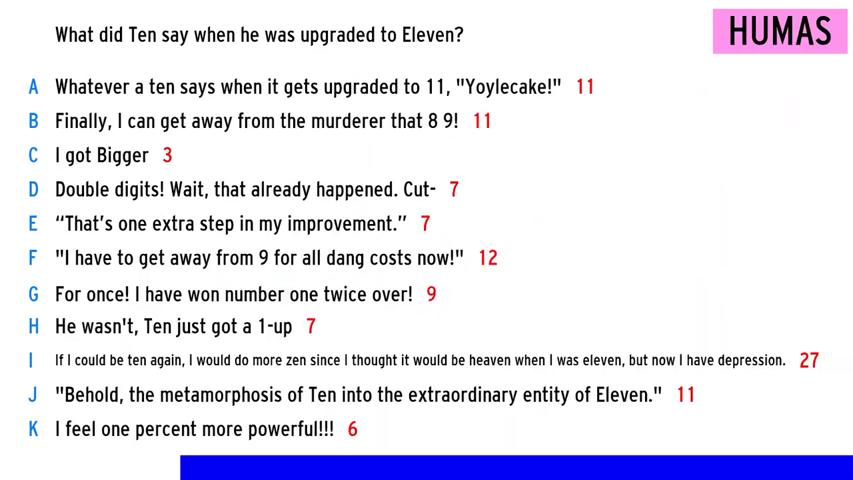 What did Ten say when he was upgraded to Eleven?
HUMAS
A Whatever a ten says when it gets upgraded to 11, "Yoylecake!" 11
B Finally, I can get away from the murderer that 8 9! 11
C I got Bigger 3
D Double digits! Wait, that already happened. Cut- 7
E “That’s one extra step in my improvement.” 7
F "I have to get away from 9 for all dang costs now!" 12
G For once! I have won number one twice over! 9
H He wasn't, Ten just got a 1-up 7
I If I could be ten again, I would do more zen since I thought it would be heaven when I was eleven, but now I have depression. 27
J "Behold, the metamorphosis of Ten into the extraordinary entity of Eleven." 11
K I feel one percent more powerful!!! 6